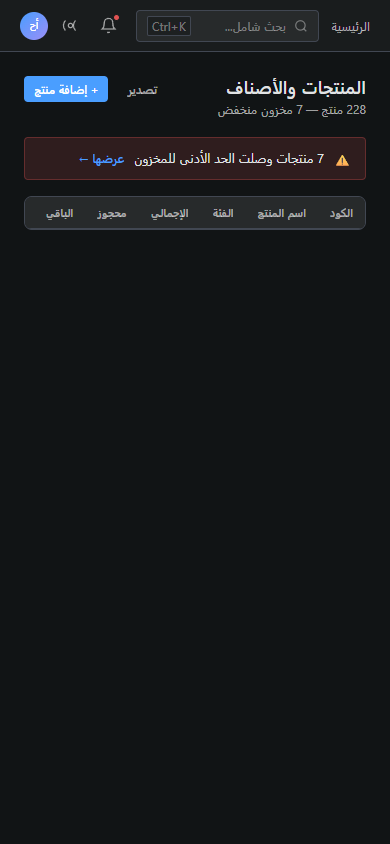 الرئيسية
بحث شامل...
Ctrl+K
أح
المنتجات والأصناف
228 منتج — 7 مخزون منخفض
تصدير
+ إضافة منتج
7 منتجات وصلت الحد الأدنى للمخزون عرضها ←
الكود اسم المنتج الفئة الإجمالي محجوز الباقي